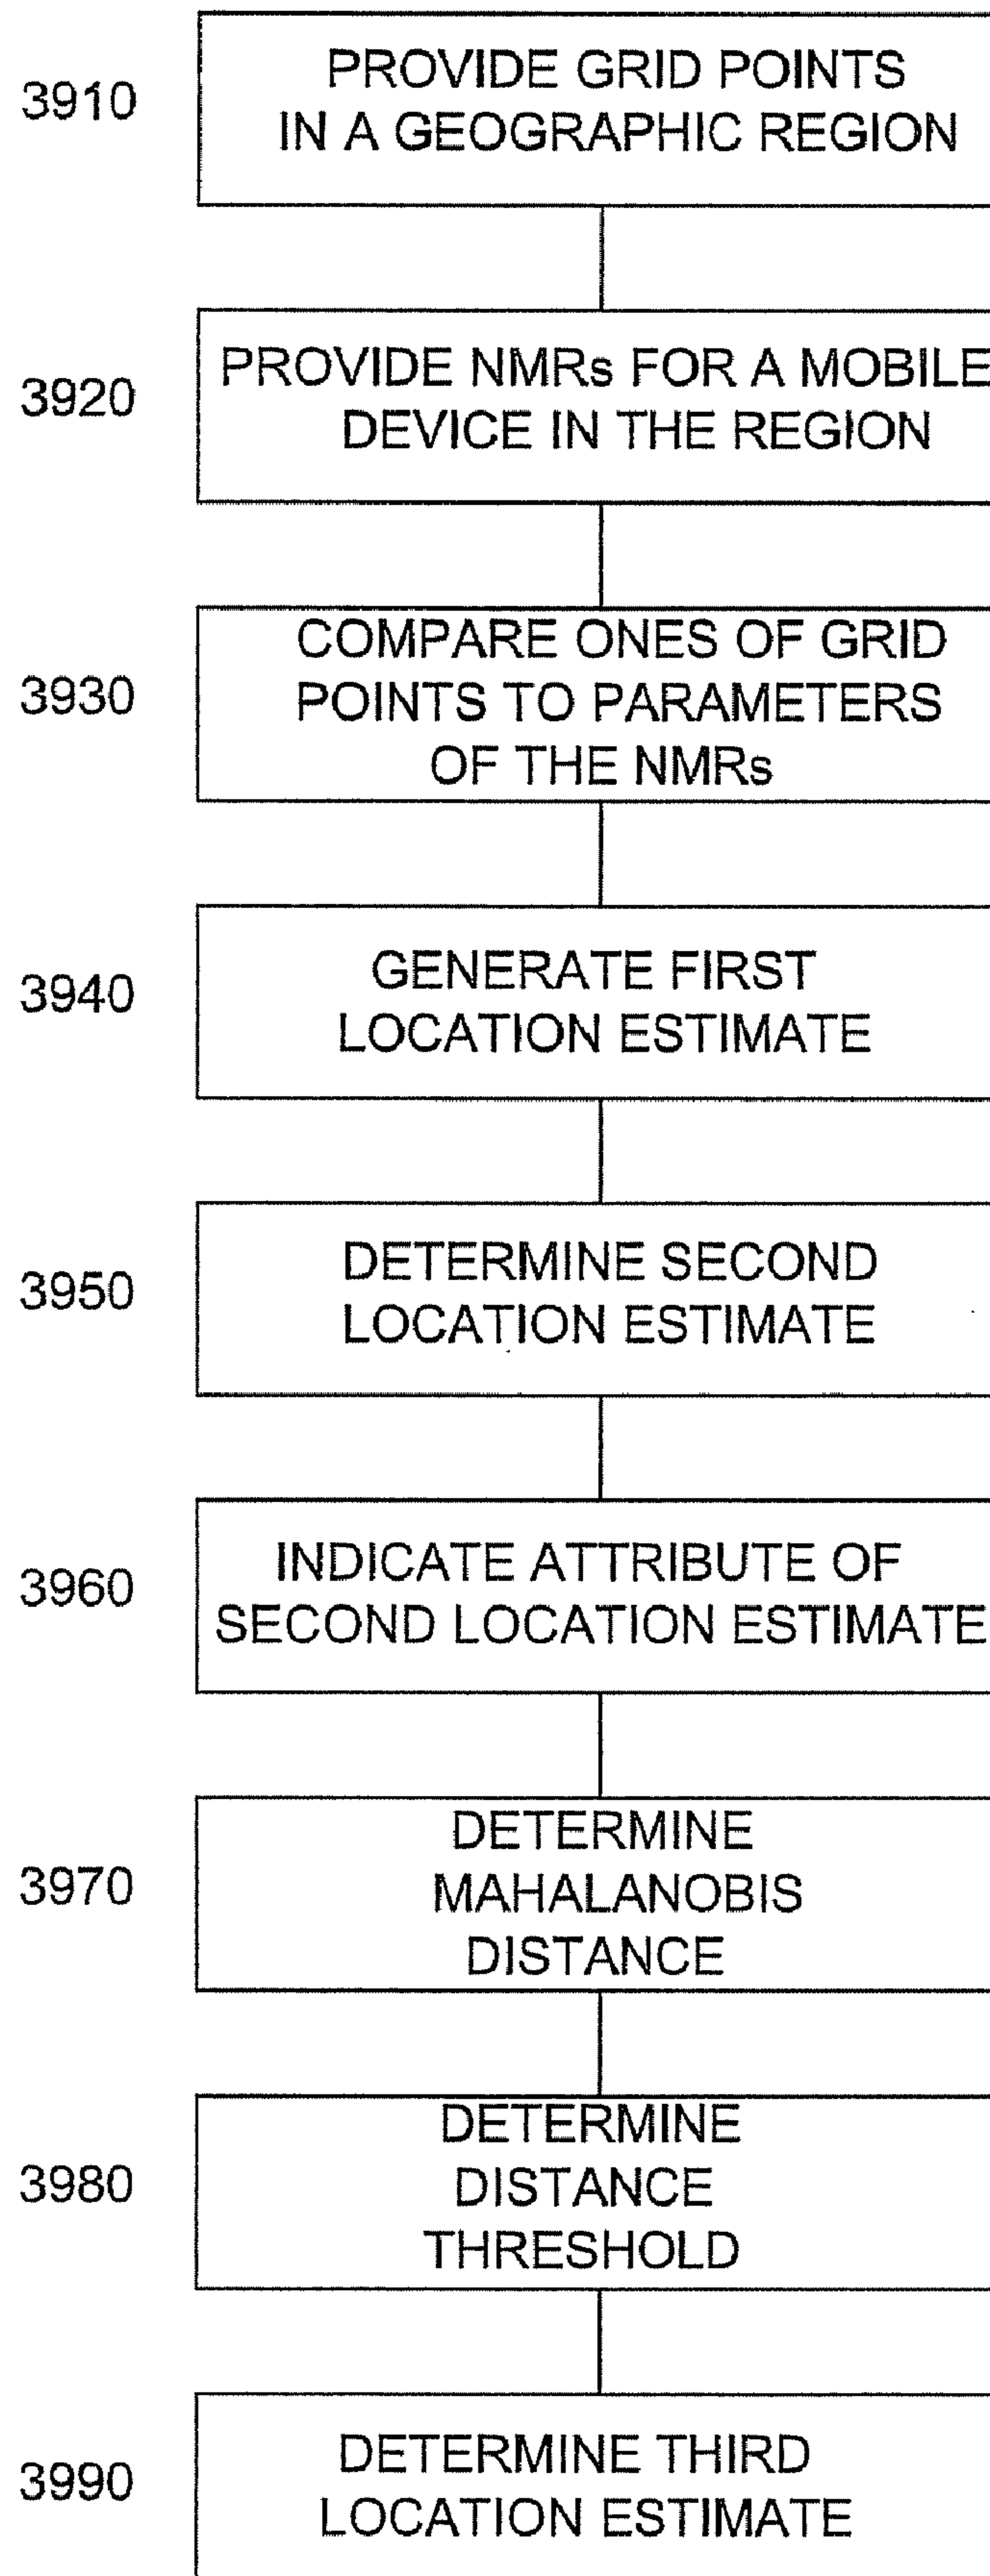 3910
PROVIDE GRID POINTS
IN A GEOGRAPHIC REGION
3920
PROVIDE NMRs FOR A MOBILE
DEVICE IN THE REGION
3930
COMPARE ONES OF GRID
POINTS TO PARAMETERS
OF THE NMRs
3940
GENERATE FIRST
LOCATION ESTIMATE
3950
DETERMINE SECOND
LOCATION ESTIMATE
3960
INDICATE ATTRIBUTE OF
SECOND LOCATION ESTIMATE
3970
DETERMINE
MAHALANOBIS
DISTANCE
3980
DETERMINE
DISTANCE
THRESHOLD
3990
DETERMINE THIRD
LOCATION ESTIMATE